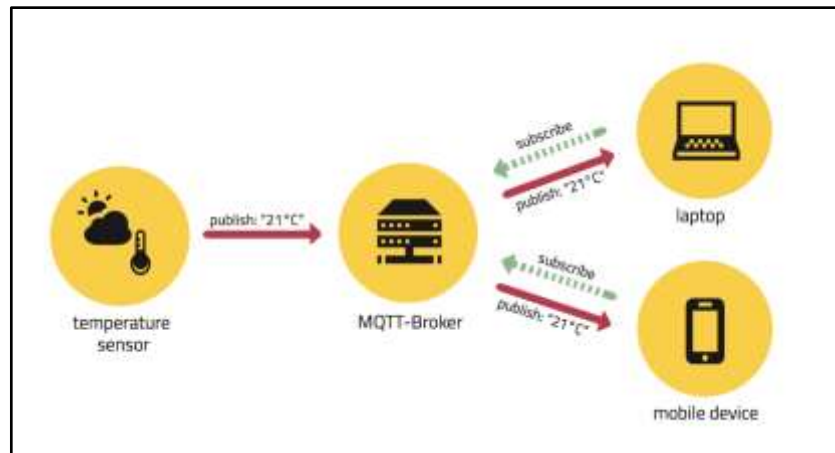 publish: "21°C"
temperature
sensor
MQTT-Broker
subscribe
publish: "21°C"
laptop
subscribe
publish: "21°C"
mobile device